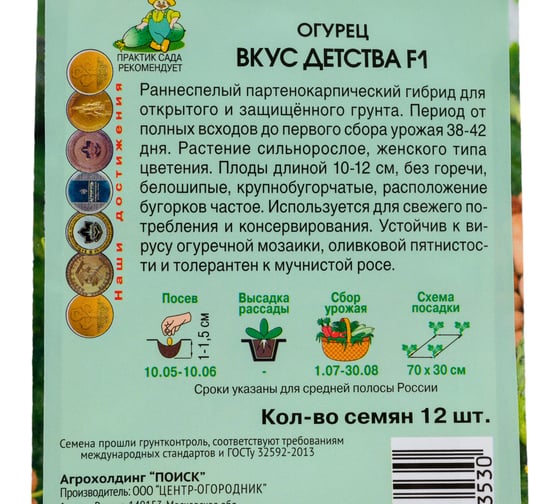 ОГУРЕЦ
ВКУС ДЕТСТВА F1
ПРАКТИК САДА
РЕКОМЕНДУЕТ
Наши достижения
Раннеспелый партенокарпический гибрид для
открытого и защищённого грунта. Период от
полных всходов до первого сбора урожая 38-42
дня. Растение сильнорослое, женского типа
цветения. Плоды длиной 10-12 см, без горечи,
белошипые, крупнобугорчатые, расположение
бугорков частое. Используется для свежего по-
требления и консервирования. Устойчив к ви-
русу огуречной мозаики, оливковой пятнистос-
ти и толерантен к мучнистой росе.
Посев
1-1,5 см
10.05-10.06
Высадка
рассады
-
Сбор
урожая
1.07-30.08
Схема
посадки
70 х 30 см
Сроки указаны для средней полосы России
Кол-во семян 12 шт.
Семена прошли грунтконтроль, соответствуют требованиям
международных стандартов и ГОСТу 32592-2013
Агрохолдинг "ПОИСК"
Производитель: ООО "ЦЕНТР-ОГОРОДНИК"
3530